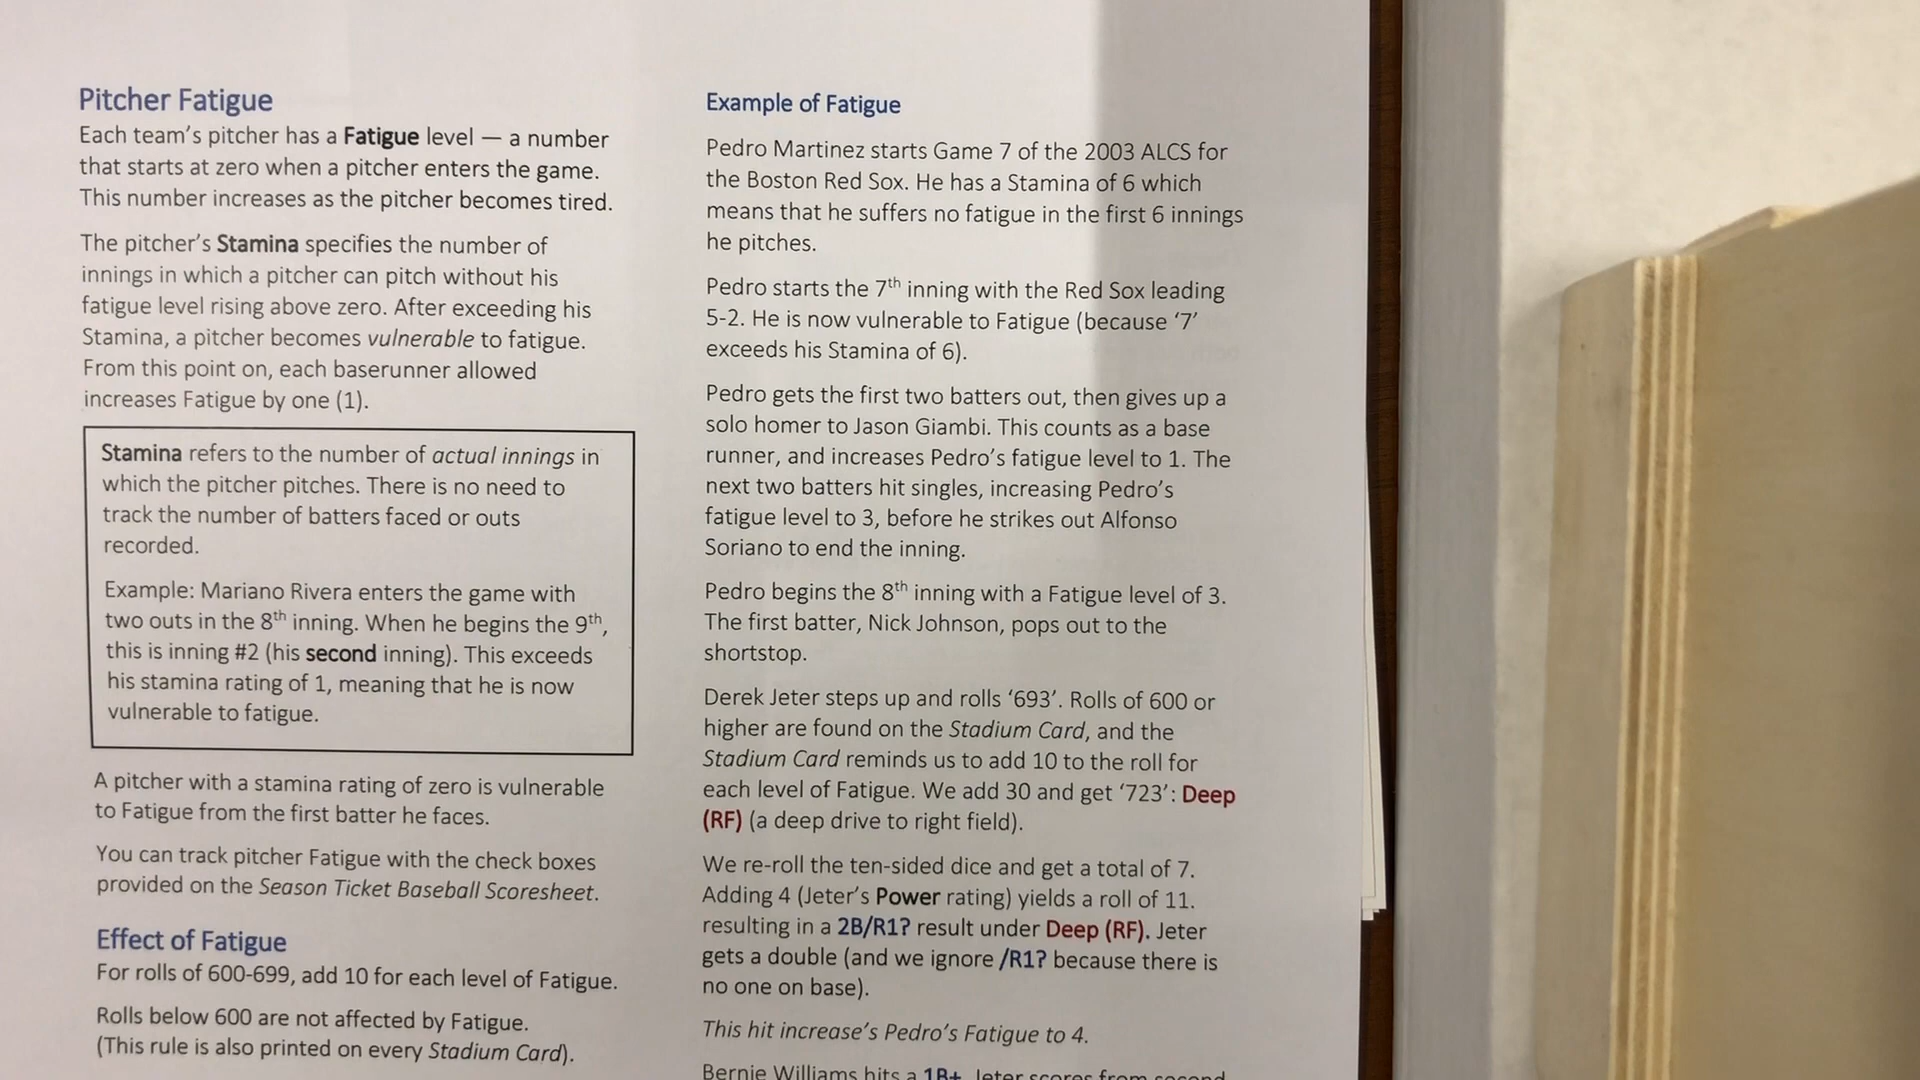 Pitcher Fatigue
Each team's pitcher has a Fatigue level — a number
that starts at zero when a pitcher enters the game.
This number increases as the pitcher becomes tired.
The pitcher's Stamina specifies the number of
innings in which a pitcher can pitch without his
fatigue level rising above zero. After exceeding his
Stamina, a pitcher becomes vulnerable to fatigue.
From this point on, each baserunner allowed
increases Fatigue by one (1).
Stamina refers to the number of actual innings in
which the pitcher pitches. There is no need to
track the number of batters faced or outs
recorded.
Example: Mariano Rivera enters the game with
two outs in the 8th inning. When he begins the 9th,
this is inning #2 (his second inning). This exceeds
his stamina rating of 1, meaning that he is now
vulnerable to fatigue.
A pitcher with a stamina rating of zero is vulnerable
to Fatigue from the first batter he faces.
You can track pitcher Fatigue with the check boxes
provided on the Season Ticket Baseball Scoresheet.
Effect of Fatigue
For rolls of 600-699, add 10 for each level of Fatigue.
Rolls below 600 are not affected by Fatigue.
(This rule is also printed on every Stadium Card).
Example of Fatigue
Pedro Martinez starts Game 7 of the 2003 ALCS for
the Boston Red Sox. He has a Stamina of 6 which
means that he suffers no fatigue in the first 6 innings
he pitches.
Pedro starts the 7th inning with the Red Sox leading
5-2. He is now vulnerable to Fatigue (because '7'
exceeds his Stamina of 6).
Pedro gets the first two batters out, then gives up a
solo homer to Jason Giambi. This counts as a base
runner, and increases Pedro's fatigue level to 1. The
next two batters hit singles, increasing Pedro's
fatigue level to 3, before he strikes out Alfonso
Soriano to end the inning.
Pedro begins the 8th inning with a Fatigue level of 3.
The first batter, Nick Johnson, pops out to the
shortstop.
Derek Jeter steps up and rolls '693'. Rolls of 600 or
higher are found on the Stadium Card, and the
Stadium Card reminds us to add 10 to the roll for
each level of Fatigue. We add 30 and get '723': Deep
(RF) (a deep drive to right field).
We re-roll the ten-sided dice and get a total of 7.
Adding 4 (Jeter's Power rating) yields a roll of 11.
resulting in a 2B/R1? result under Deep (RF). Jeter
gets a double (and we ignore /R1? because there is
no one on base).
This hit increase's Pedro's Fatigue to 4.
Bernie Williams hits a 1B+. Jeter scores from second